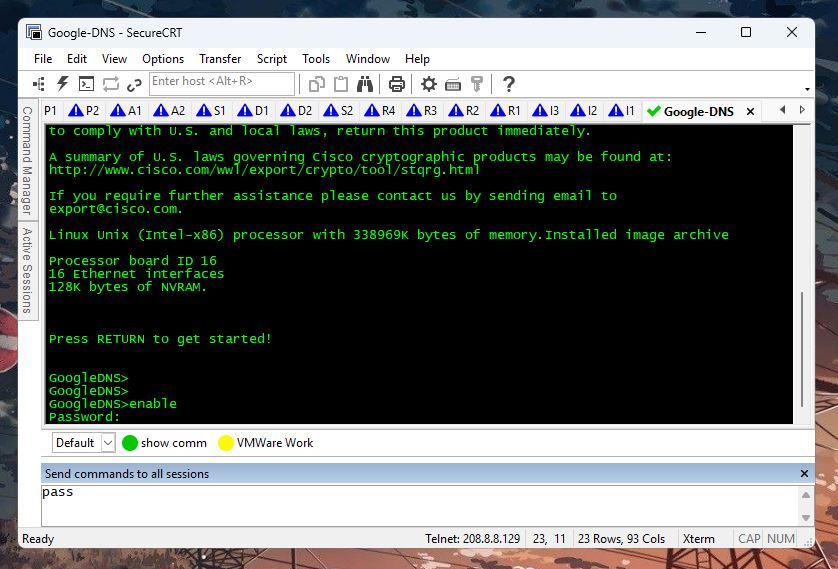 Google-DNS - SecureCRT
File Edit View Options Transfer Script Tools Window Help
Enter host <Alt+R>
P1 P2 A1 A2 S1 D1 D2 S2 R4 R3 R2 R1 I3 I2 I1 Google-DNS
Command Manager
Active Sessions
to comply with U.S. and local laws, return this product immediately.
A summary of U.S. laws governing Cisco cryptographic products may be found at:
http://www.cisco.com/wwl/export/crypto/tool/stqrg.html
If you require further assistance please contact us by sending email to
export@cisco.com.
Linux Unix (Intel-x86) processor with 338969K bytes of memory.Installed image archive
Processor board ID 16
16 Ethernet interfaces
128K bytes of NVRAM.
Press RETURN to get started!
GoogleDNS>
GoogleDNS>
GoogleDNS>enable
Password:
Default show comm VMWare Work
Send commands to all sessions
pass
Ready Telnet: 208.8.8.129 23, 11 23 Rows, 93 Cols Xterm CAP NUM